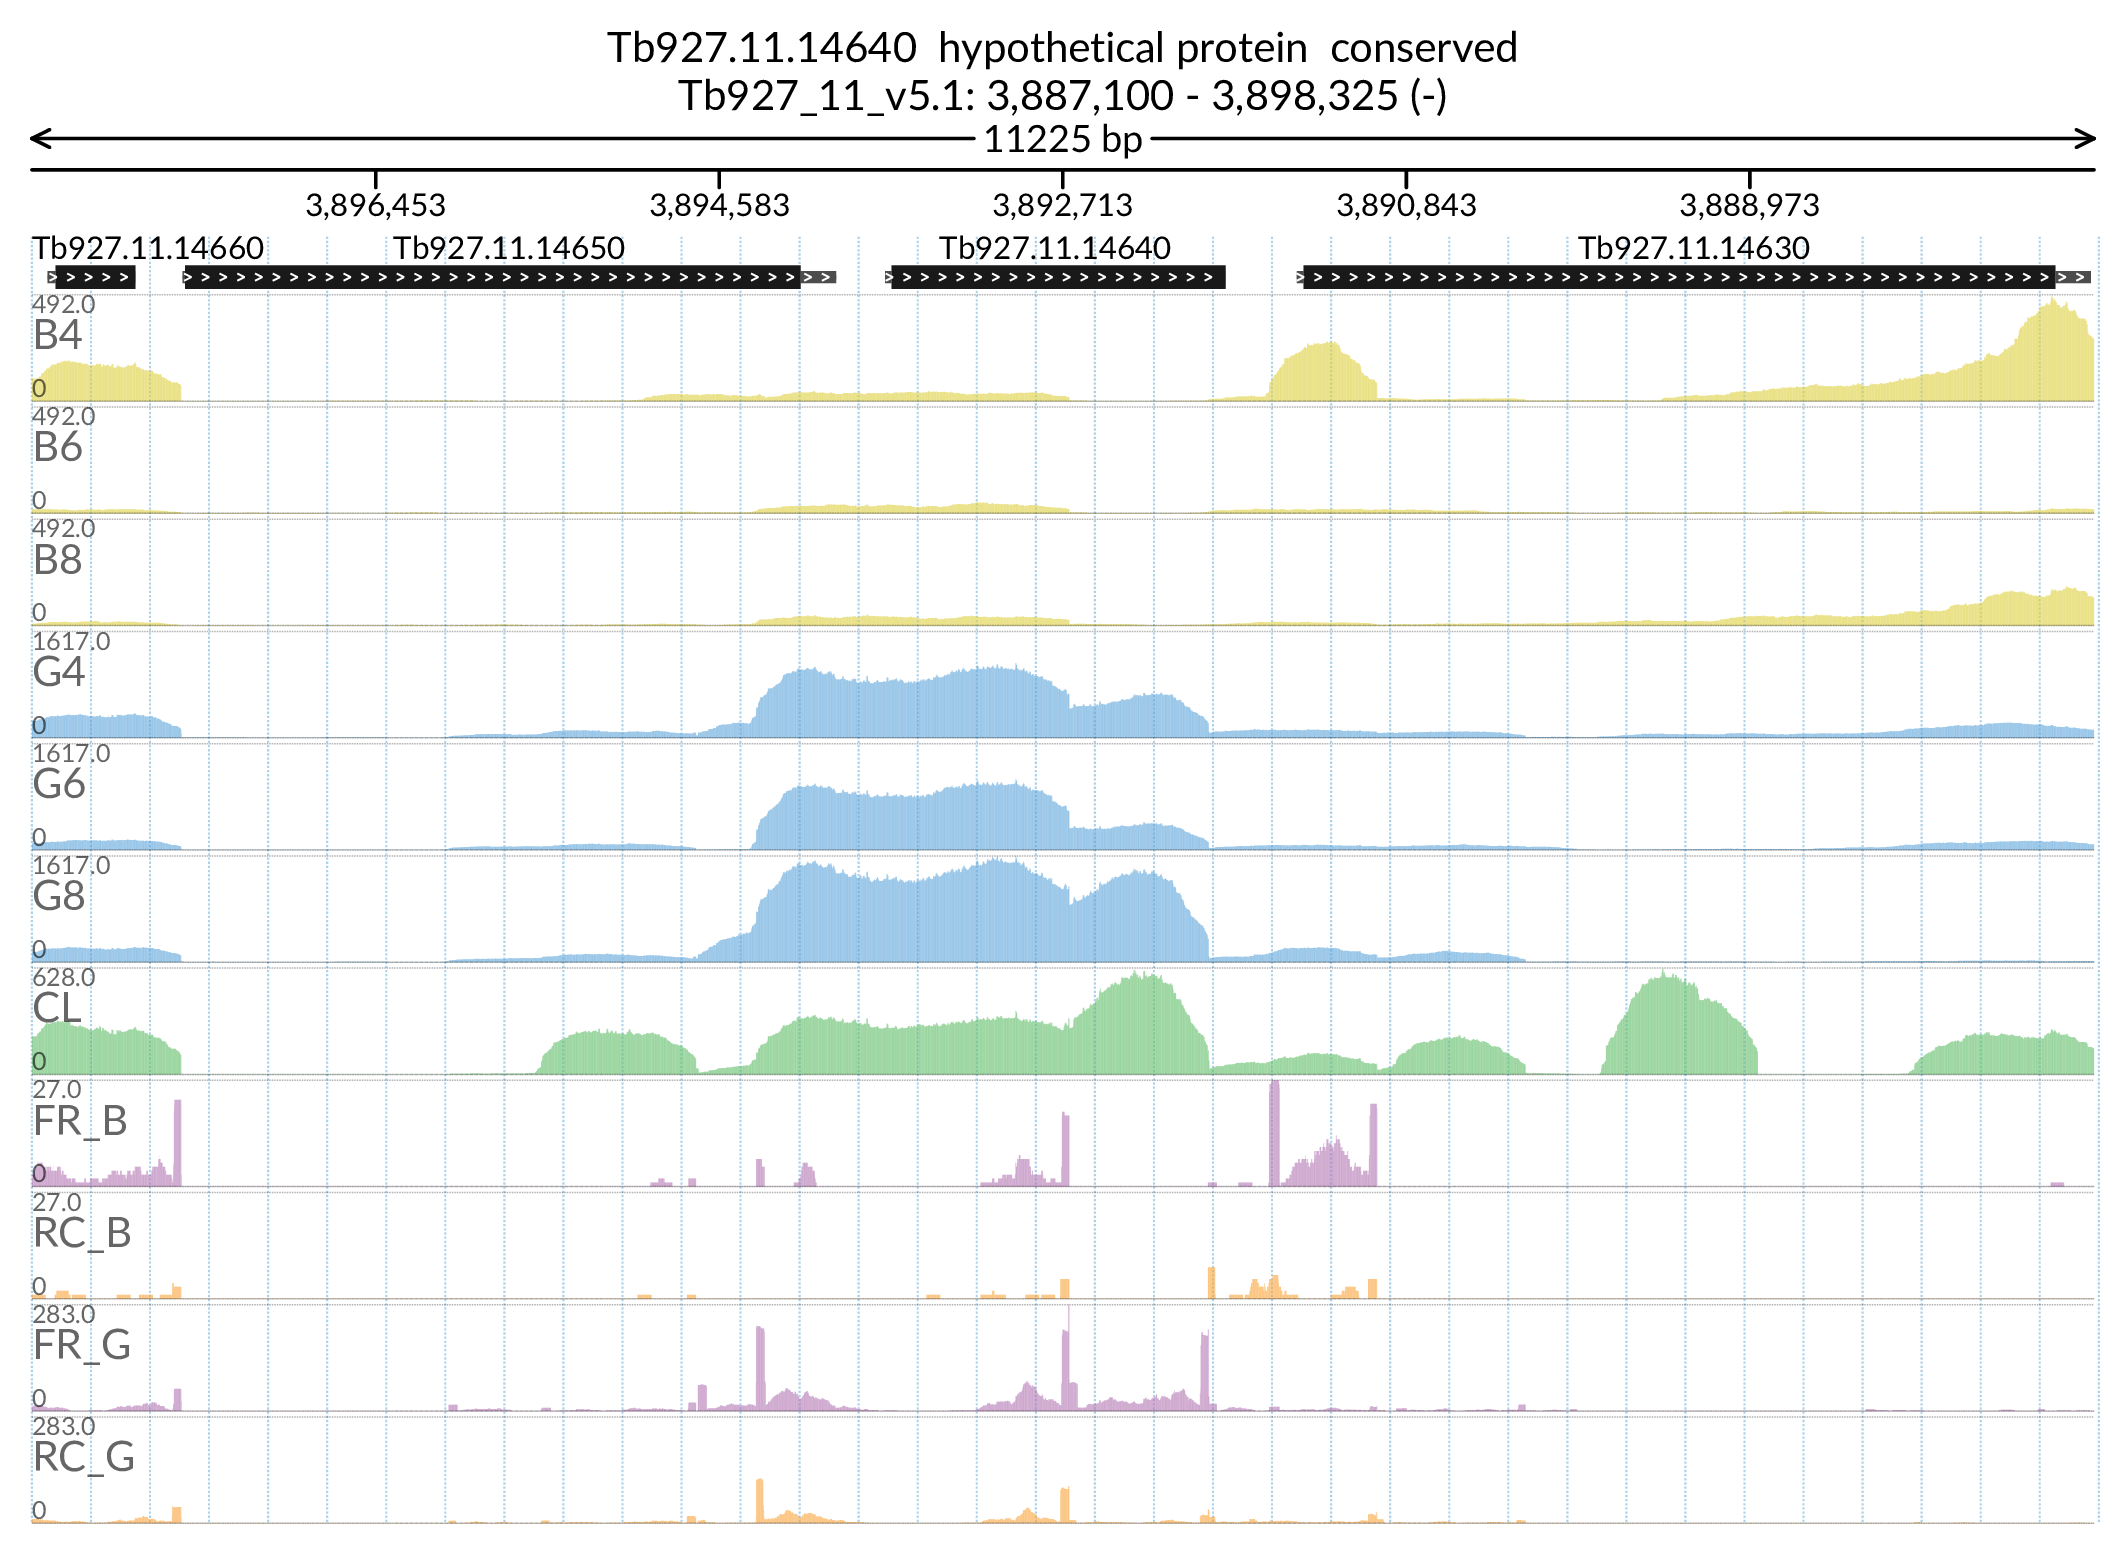 Tb927.11.14640 hypothetical protein conserved
Tb927_11_v5.1: 3,887,100 - 3,898,325 (-)
11225 bp
3,896,453 3,894,583 3,892,713 3,890,843 3,888,973
Tb927.11.14660 Tb927.11.14650 Tb927.11.14640 Tb927.11.14630
492.0
B4
0
492.0
B6
0
492.0
B8
0
1617.0
G4
0
1617.0
G6
0
1617.0
G8
0
628.0
CL
0
27.0
FR_B
0
27.0
RC_B
0
283.0
FR_G
0
283.0
RC_G
0